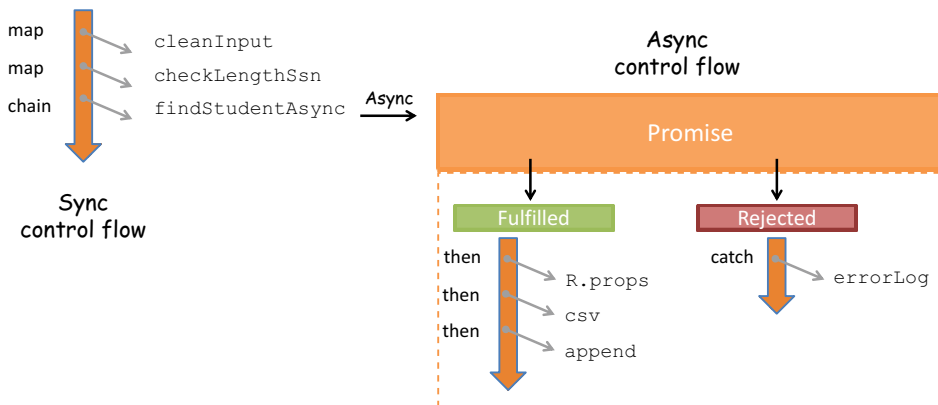 map
cleanInput
map
checkLengthSsn
chain
findStudentAsync
Async
Sync
control flow
Async
control flow
Promise
Fulfilled
Rejected
then
R.props
then
csv
then
append
catch
errorLog